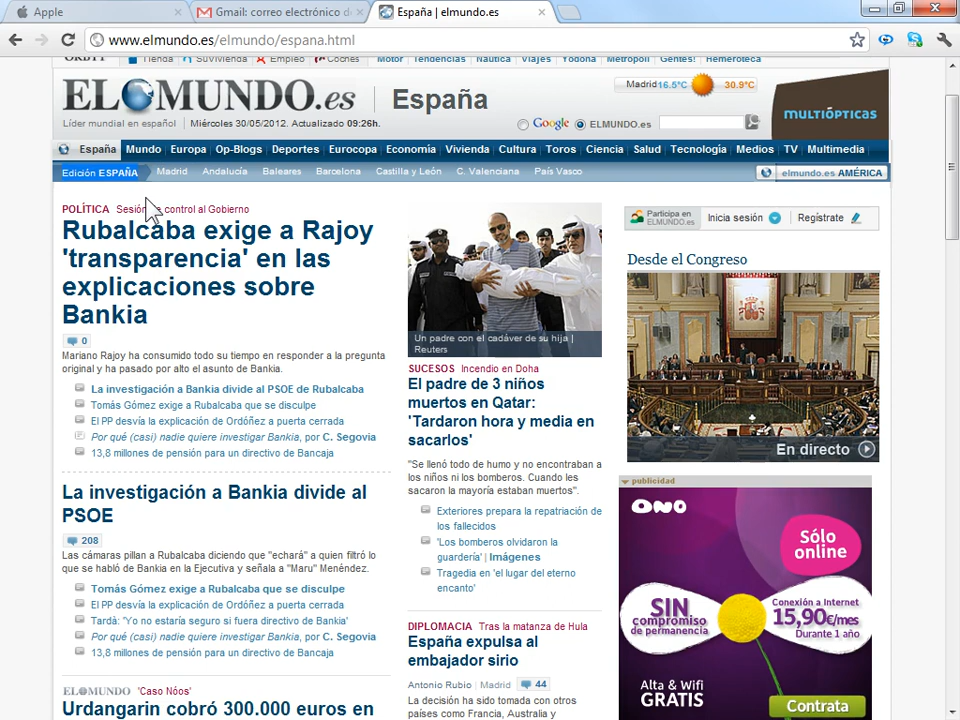 Apple
Gmail: correo electrónico de
España | elmundo.es
www.elmundo.es/elmundo/espana.html
ORBYT Tienda SuVivienda Empleo Coches Motor Tendencias Náutica Viajes Yodona Metrópoli Gentes! Hemeroteca
EL MUNDO.es España
Líder mundial en español | Miércoles 30/05/2012. Actualizado 09:26h.
Madrid 16.5°C 30.9°C
Google ELMUNDO.es
MULTIÓPTICAS
España Mundo Europa Op-Blogs Deportes Eurocopa Economía Vivienda Cultura Toros Ciencia Salud Tecnología Medios TV Multimedia
Edición ESPAÑA Madrid Andalucía Baleares Barcelona Castilla y León C. Valenciana País Vasco elmundo.es AMÉRICA
POLÍTICA Sesión de control al Gobierno
Rubalcaba exige a Rajoy
'transparencia' en las
explicaciones sobre
Bankia
0
Mariano Rajoy ha consumido todo su tiempo en responder a la pregunta
original y ha pasado por alto el asunto de Bankia.
La investigación a Bankia divide al PSOE de Rubalcaba
Tomás Gómez exige a Rubalcaba que se disculpe
El PP desvía la explicación de Ordóñez a puerta cerrada
Por qué (casi) nadie quiere investigar Bankia, por C. Segovia
13,8 millones de pensión para un directivo de Bancaja
La investigación a Bankia divide al
PSOE
208
Las cámaras pillan a Rubalcaba diciendo que "echará" a quien filtró lo
que se habló de Bankia en la Ejecutiva y señala a "Maru" Menéndez.
Tomás Gómez exige a Rubalcaba que se disculpe
El PP desvía la explicación de Ordóñez a puerta cerrada
Tardà: 'Yo no estaría seguro si fuera directivo de Bankia'
Por qué (casi) nadie quiere investigar Bankia, por C. Segovia
13,8 millones de pensión para un directivo de Bancaja
EL MUNDO 'Caso Nóos'
Urdangarin cobró 300.000 euros en
Un padre con el cadáver de su hija |
Reuters
SUCESOS Incendio en Doha
El padre de 3 niños
muertos en Qatar:
'Tardaron hora y media en
sacarlos'
"Se llenó todo de humo y no encontraban a
los niños ni los bomberos. Cuando les
sacaron la mayoría estaban muertos".
Exteriores prepara la repatriación de
los fallecidos
'Los bomberos olvidaron la
guardería' | Imágenes
Tragedia en 'el lugar del eterno
encanto'
DIPLOMACIA Tras la matanza de Hula
España expulsa al
embajador sirio
Antonio Rubio | Madrid 44
La decisión ha sido tomada con otros
países como Francia, Australia y
Participa en
ELMUNDO.es
Inicia sesión Regístrate
Desde el Congreso
En directo
publicidad
ONO
Sólo
online
SIN
compromiso
de permanencia
Conexión a Internet
15,90€/mes
Durante 1 año
Alta & Wifi
GRATIS
Contrata